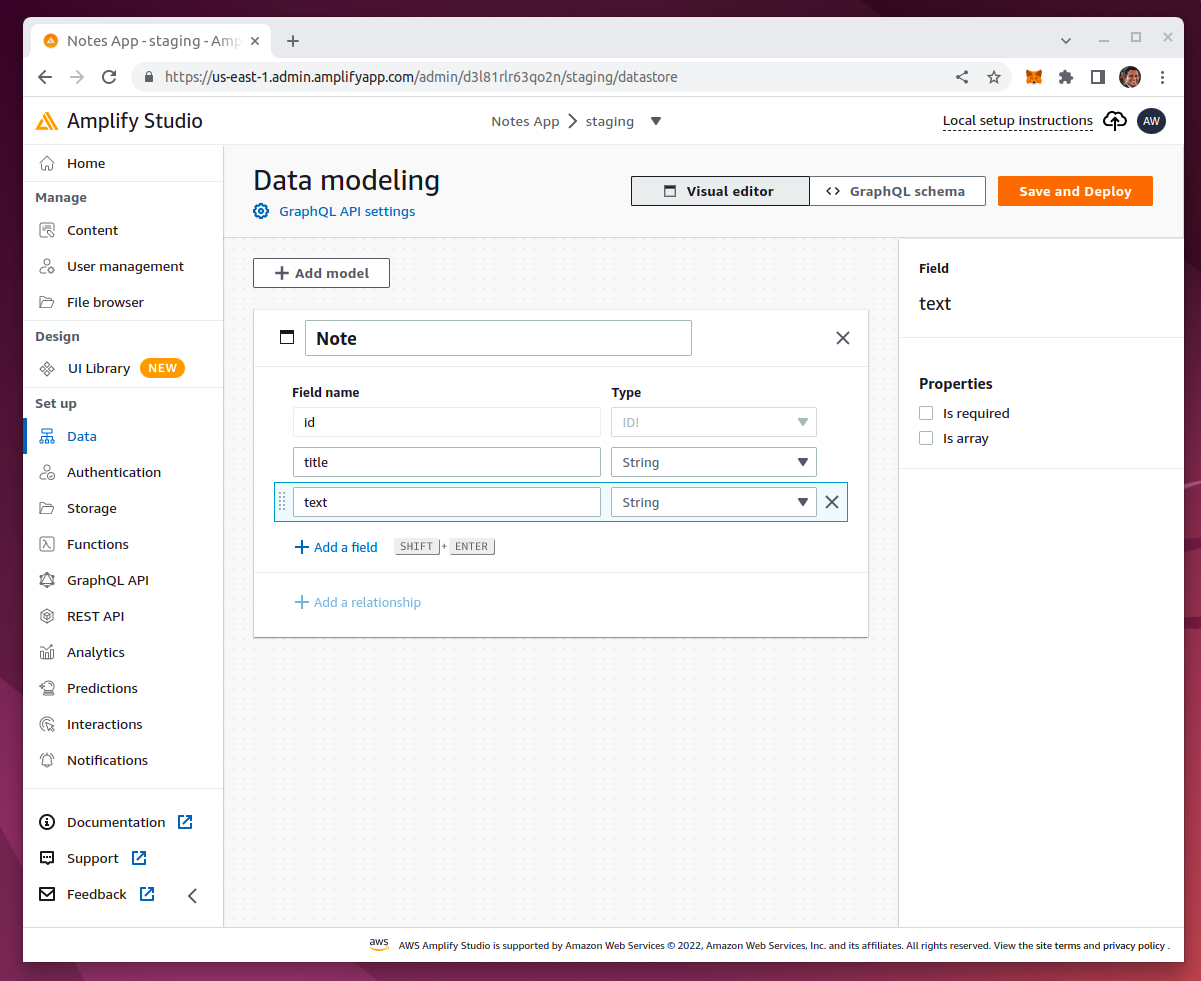 Notes App - staging - Amp
https://us-east-1.admin.amplifyapp.com/admin/d3l81rlr63qo2n/staging/datastore
Amplify Studio
Notes App
staging
Local setup instructions
AW
Home
Manage
Content
User management
File browser
Design
UI Library NEW
Set up
Data
Authentication
Storage
Functions
GraphQL API
REST API
Analytics
Predictions
Interactions
Notifications
Documentation
Support
Feedback
Data modeling
GraphQL API settings
Visual editor
GraphQL schema
Save and Deploy
Add model
Note
Field name Type
id ID!
title String
text String
Add a field SHIFT + ENTER
Add a relationship
Field
text
Properties
Is required
Is array
aws AWS Amplify Studio is supported by Amazon Web Services © 2022, Amazon Web Services, Inc. and its affiliates. All rights reserved. View the site terms and privacy policy .